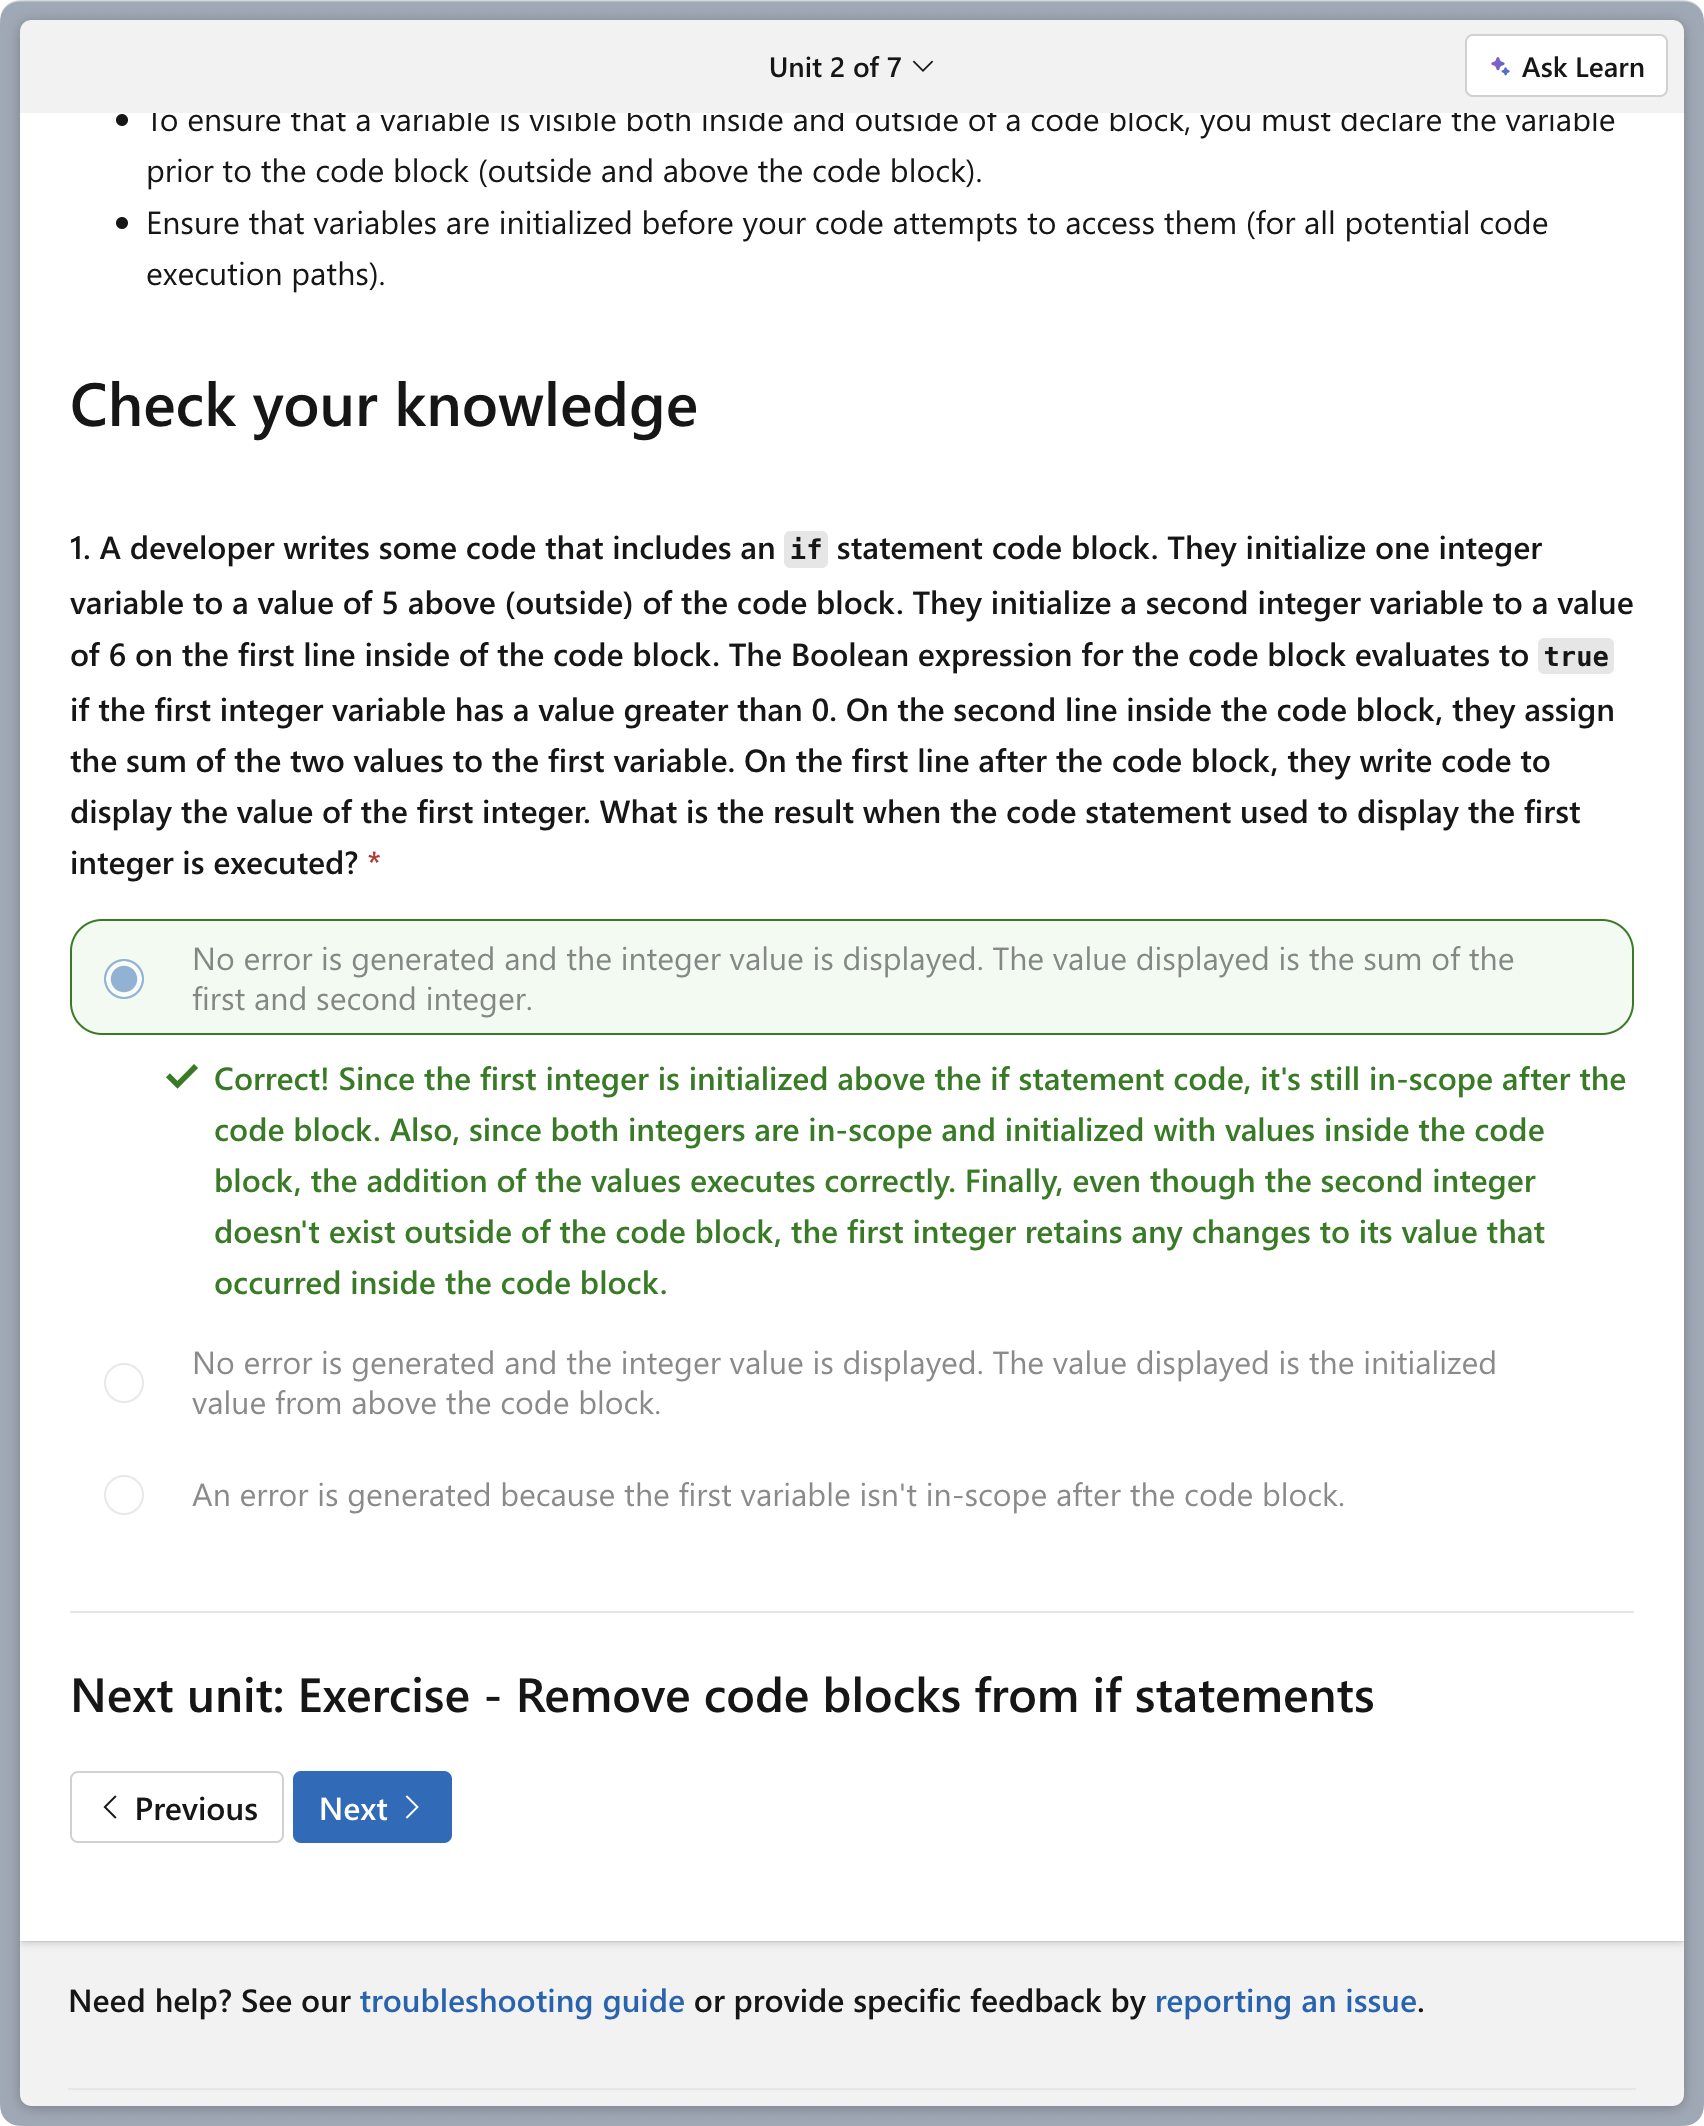 Unit 2 of 7
Ask Learn
• To ensure that a variable is visible both inside and outside of a code block, you must declare the variable
prior to the code block (outside and above the code block).
• Ensure that variables are initialized before your code attempts to access them (for all potential code
execution paths).
Check your knowledge
1. A developer writes some code that includes an if statement code block. They initialize one integer
variable to a value of 5 above (outside) of the code block. They initialize a second integer variable to a value
of 6 on the first line inside of the code block. The Boolean expression for the code block evaluates to true
if the first integer variable has a value greater than 0. On the second line inside the code block, they assign
the sum of the two values to the first variable. On the first line after the code block, they write code to
display the value of the first integer. What is the result when the code statement used to display the first
integer is executed? *
No error is generated and the integer value is displayed. The value displayed is the sum of the
first and second integer.
Correct! Since the first integer is initialized above the if statement code, it's still in-scope after the
code block. Also, since both integers are in-scope and initialized with values inside the code
block, the addition of the values executes correctly. Finally, even though the second integer
doesn't exist outside of the code block, the first integer retains any changes to its value that
occurred inside the code block.
No error is generated and the integer value is displayed. The value displayed is the initialized
value from above the code block.
An error is generated because the first variable isn't in-scope after the code block.
Next unit: Exercise - Remove code blocks from if statements
Previous
Next
Need help? See our troubleshooting guide or provide specific feedback by reporting an issue.